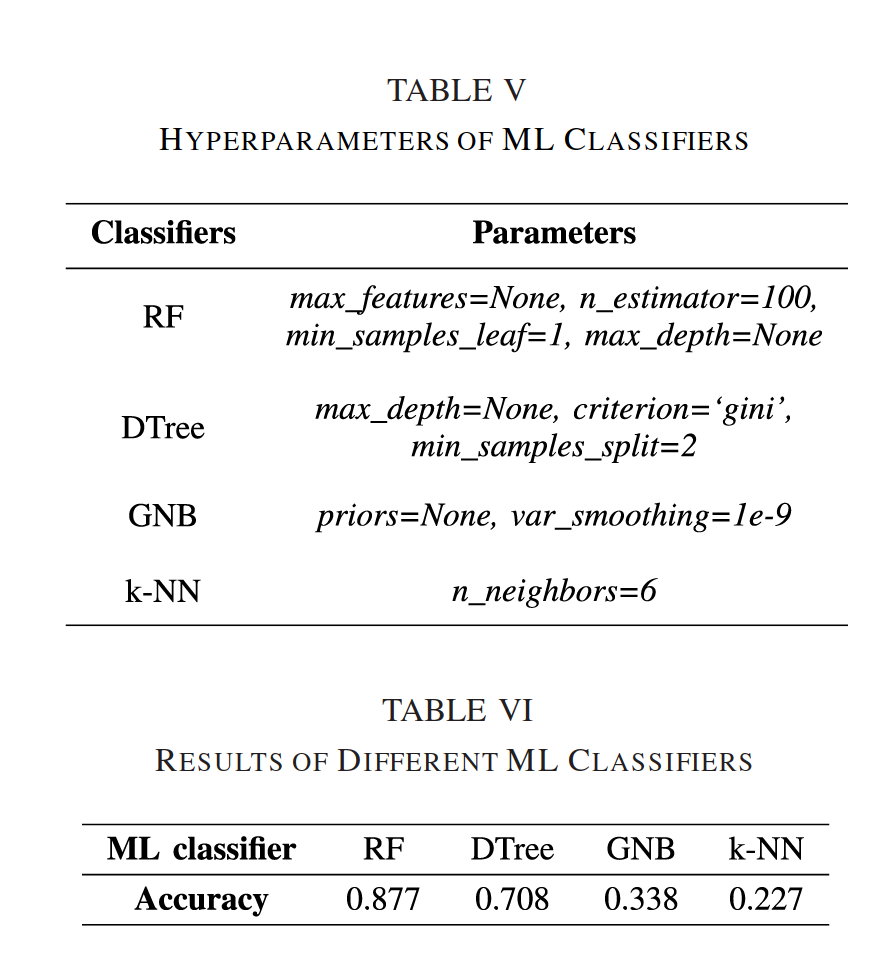 TABLE V
HYPERPARAMETERS OF ML CLASSIFIERS
Classifiers Parameters
RF max_features=None, n_estimator=100,
min_samples_leaf=1, max_depth=None
DTree max_depth=None, criterion=‘gini’,
min_samples_split=2
GNB priors=None, var_smoothing=1e-9
k-NN n_neighbors=6
TABLE VI
RESULTS OF DIFFERENT ML CLASSIFIERS
ML classifier RF DTree GNB k-NN
Accuracy 0.877 0.708 0.338 0.227